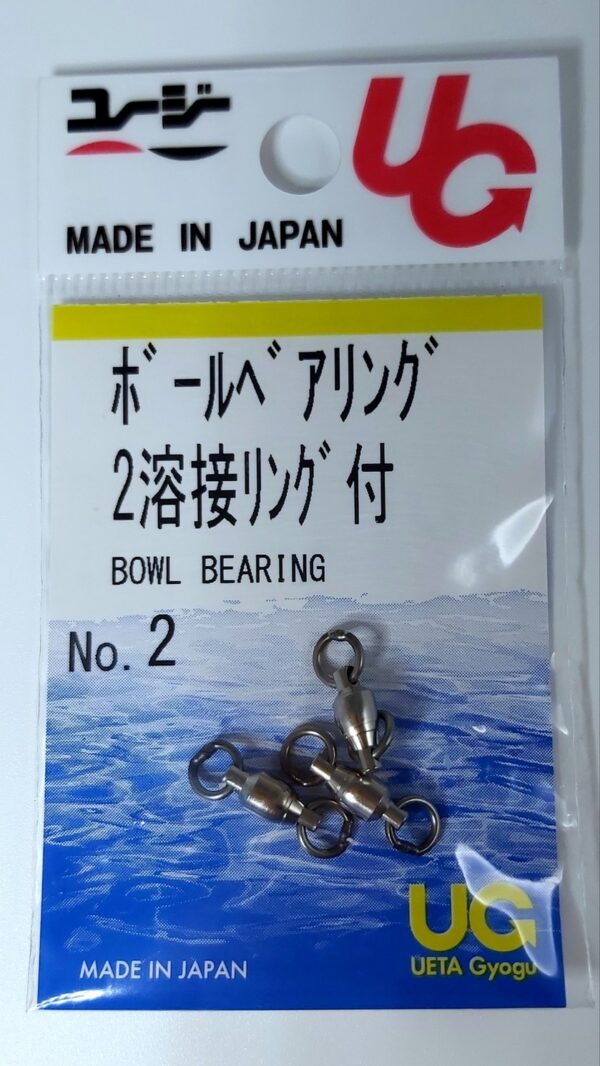 ユージー
UG
MADE IN JAPAN
ボールベアリング
2溶接リング付
BOWL BEARING
No. 2
UG
UETA Gyogu
MADE IN JAPAN